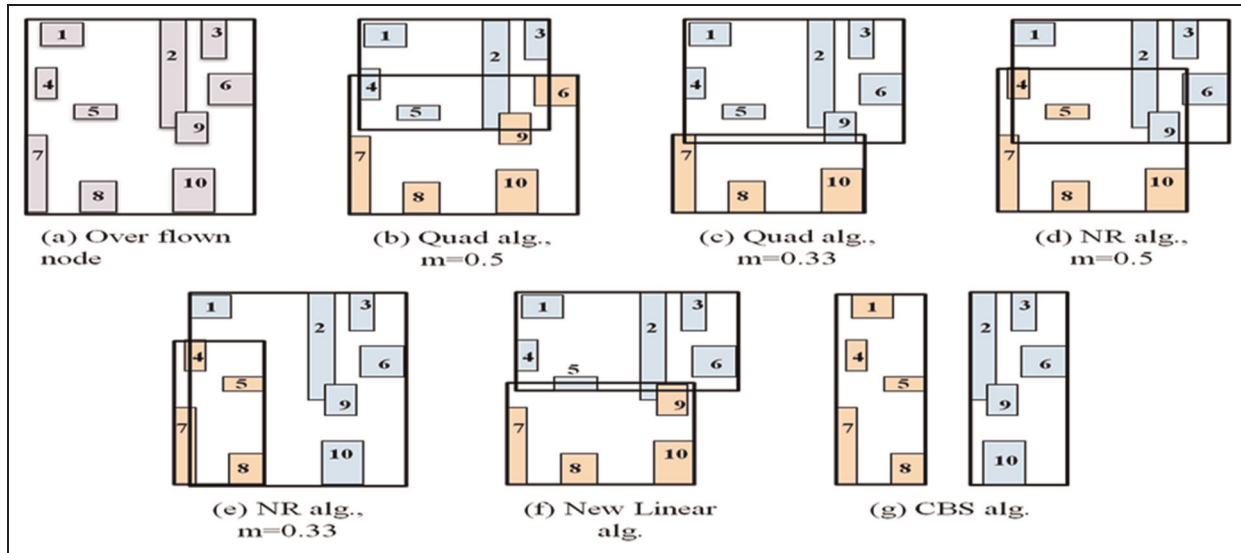 1 2 3 4 5 6 7 8 9 10
1 2 3 4 5 6 7 8 9 10
1 2 3 4 5 6 7 8 9 10
1 2 3 4 5 6 7 8 9 10
(a) Over flown
node
(b) Quad alg.,
m=0.5
(c) Quad alg.,
m=0.33
(d) NR alg.,
m=0.5
1 2 3 4 5 6 7 8 9 10
1 2 3 4 5 6 7 8 9 10
1 2 3 4 5 6 7 8 9 10
(e) NR alg.,
m=0.33
(f) New Linear
alg.
(g) CBS alg.